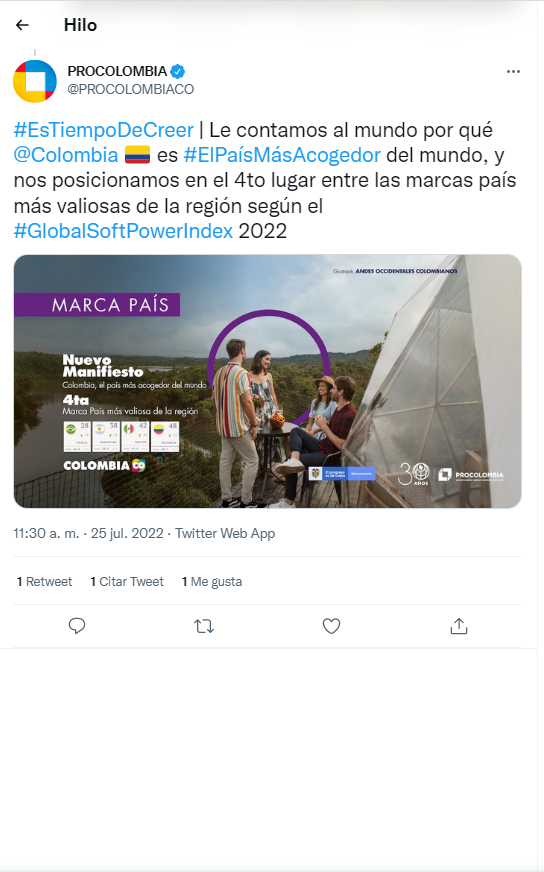 Hilo
PROCOLOMBIA
@PROCOLOMBIACO
#EsTiempoDeCreer | Le contamos al mundo por qué
@Colombia 🇨🇴 es #ElPaísMásAcogedor del mundo, y
nos posicionamos en el 4to lugar entre las marcas país
más valiosas de la región según el
#GlobalSoftPowerIndex 2022
Guatapé, ANDES OCCIDENTALES COLOMBIANOS
MARCA PAÍS
Nuevo
Manifiesto
Colombia, el país más acogedor del mundo
4ta
Marca País más valiosa de la región
28
38
42
48
COLOMBIA CO
30
AÑOS
PROCOLOMBIA
11:30 a. m. · 25 jul. 2022 · Twitter Web App
1 Retweet 1 Citar Tweet 1 Me gusta